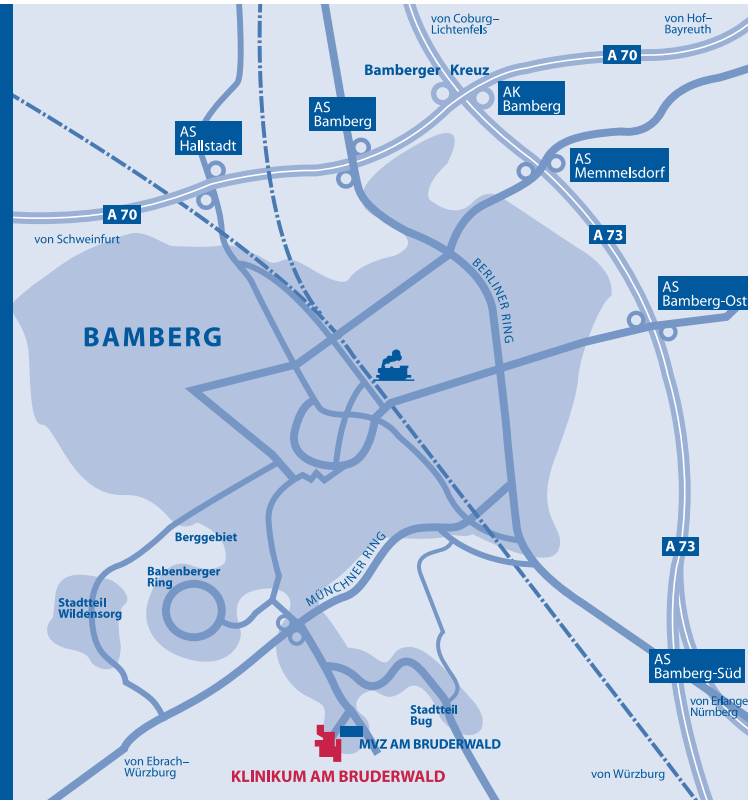 von Coburg–
Lichtenfels
von Hof–
Bayreuth
A 70
Bamberger Kreuz
AK
Bamberg
AS
Bamberg
AS
Hallstadt
AS
Memmelsdorf
A 70
von Schweinfurt
A 73
BERLINER RING
AS
Bamberg-Ost
BAMBERG
Berggebiet
A 73
Babenberger
Ring
MÜNCHNER RING
Stadtteil
Wildensorg
AS
Bamberg-Süd
von Erlange
Nürnberg
Stadtteil
Bug
MVZ AM BRUDERWALD
von Ebrach–
Würzburg
KLINIKUM AM BRUDERWALD
von Würzburg